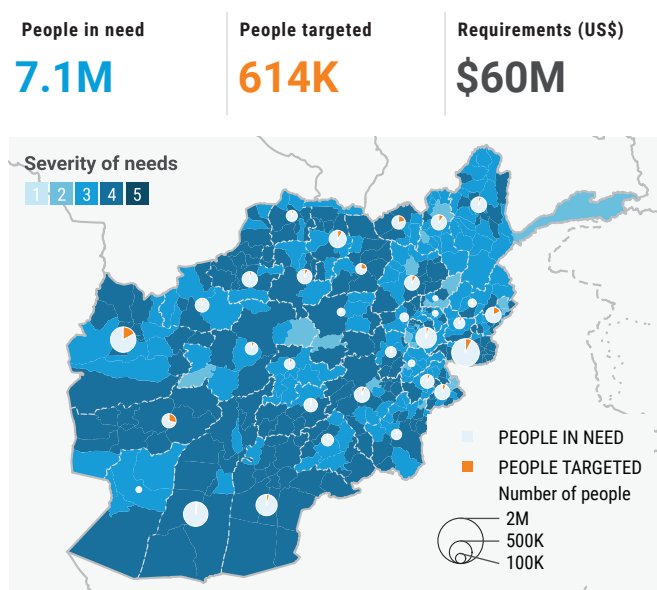 People in need
7.1M
People targeted
614K
Requirements (US$)
$60M
Severity of needs
1 2 3 4 5
PEOPLE IN NEED
PEOPLE TARGETED
Number of people
2M
500K
100K